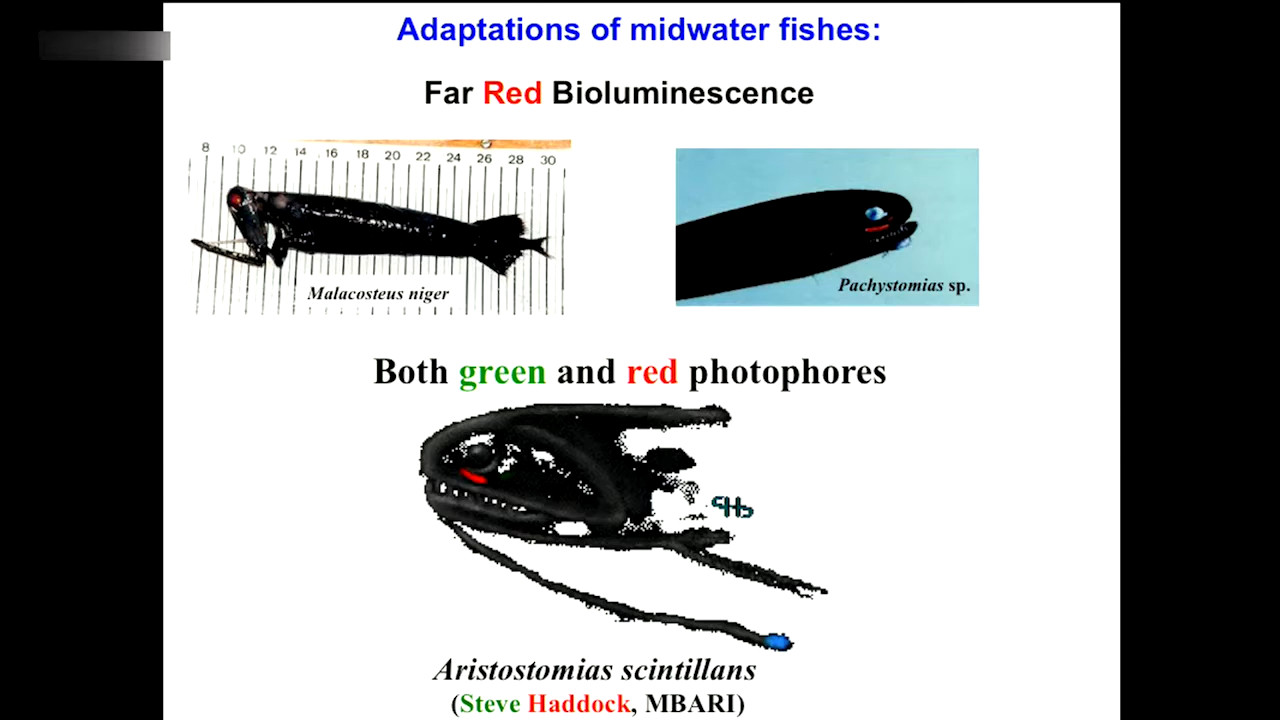 Adaptations of midwater fishes:
Far Red Bioluminescence
8 10 12 14 16 18 20 22 24 26 28 30
Malacosteus niger
Pachystomias sp.
Both green and red photophores
Aristostomias scintillans
(Steve Haddock, MBARI)